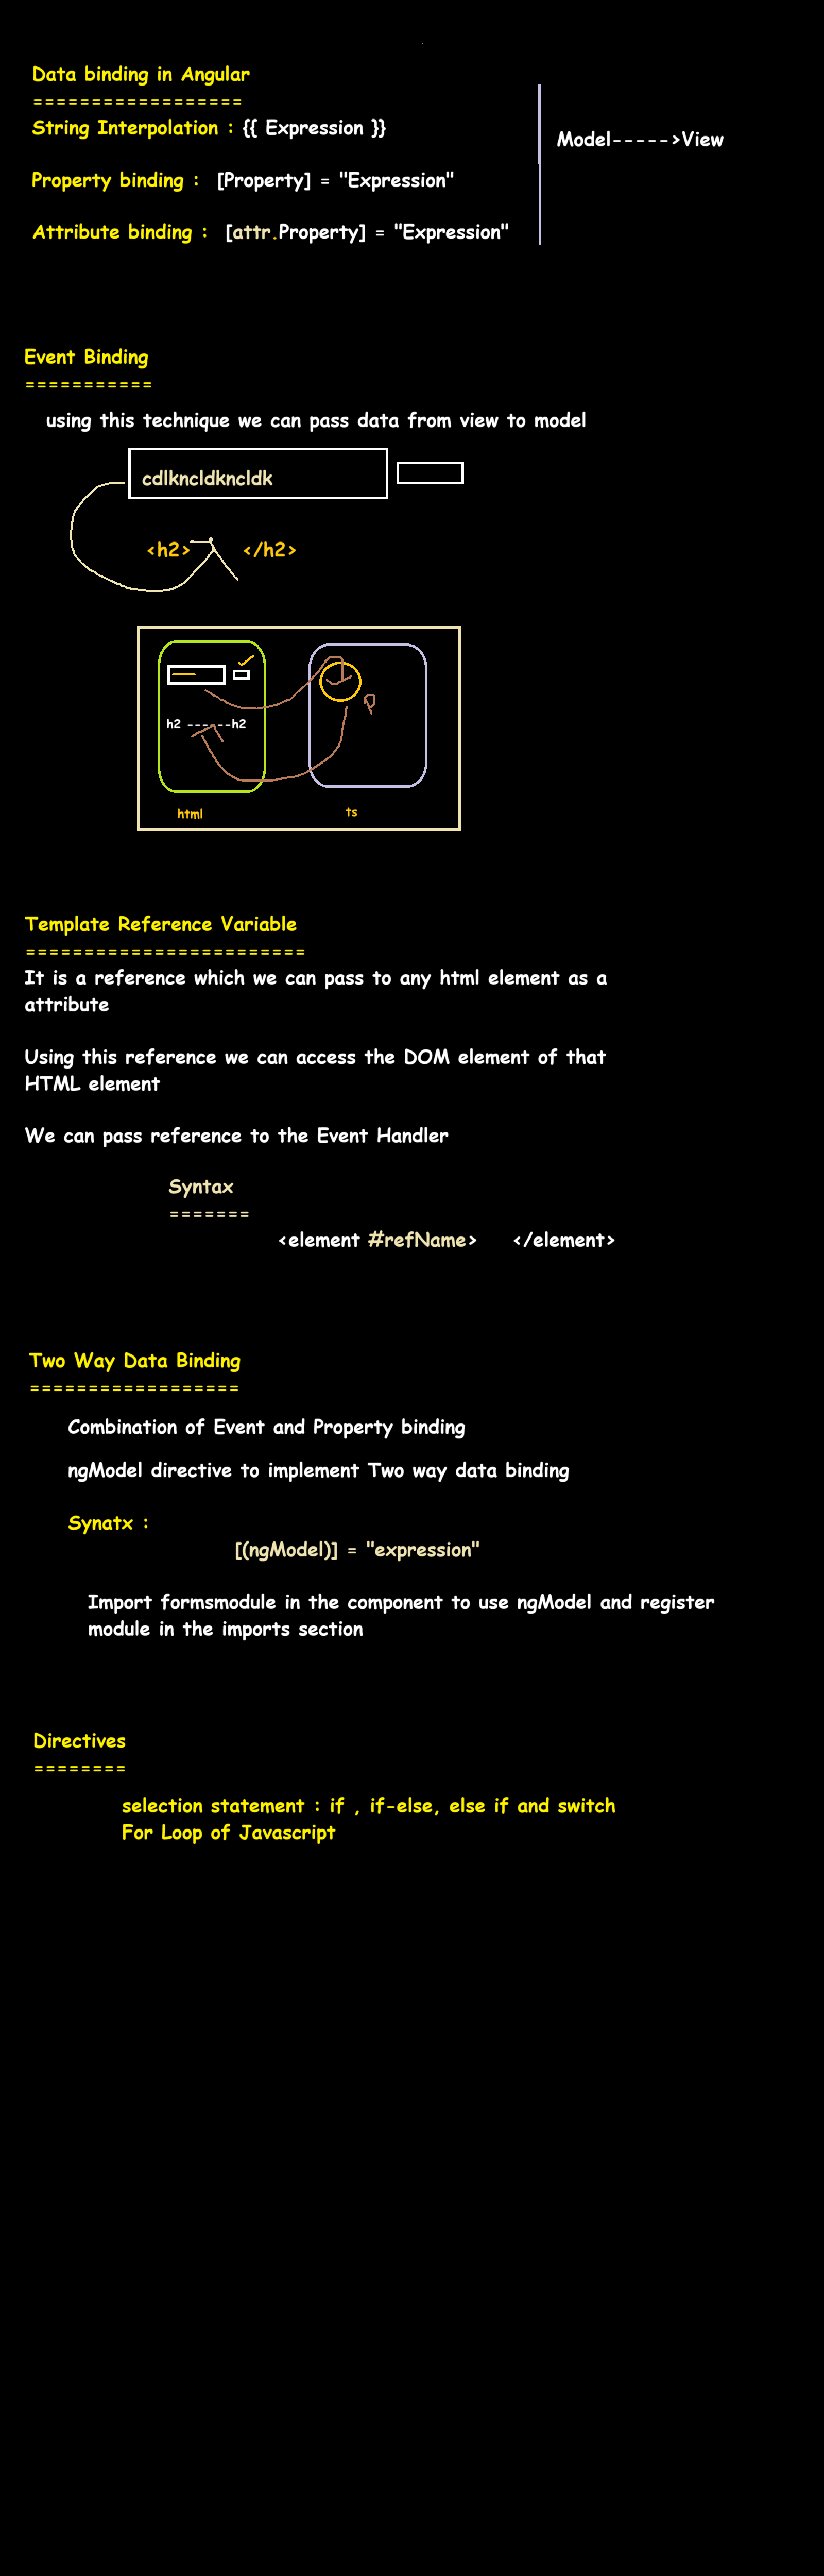 Data binding in Angular
==================
String Interpolation : {{ Expression }}
Model----->View
Property binding :  [Property] = "Expression"
Attribute binding :  [attr.Property] = "Expression"
Event Binding
===========
using this technique we can pass data from view to model
cdlkncldkncldk
<h2>    </h2>
h2 ------h2
p
html
ts
Template Reference Variable
========================
It is a reference which we can pass to any html element as a
attribute
Using this reference we can access the DOM element of that
HTML element
We can pass reference to the Event Handler
Syntax
=======
<element #refName>    </element>
Two Way Data Binding
==================
Combination of Event and Property binding
ngModel directive to implement Two way data binding
Synatx :
[(ngModel)] = "expression"
Import formsmodule in the component to use ngModel and register
module in the imports section
Directives
========
selection statement : if , if-else, else if and switch
For Loop of Javascript